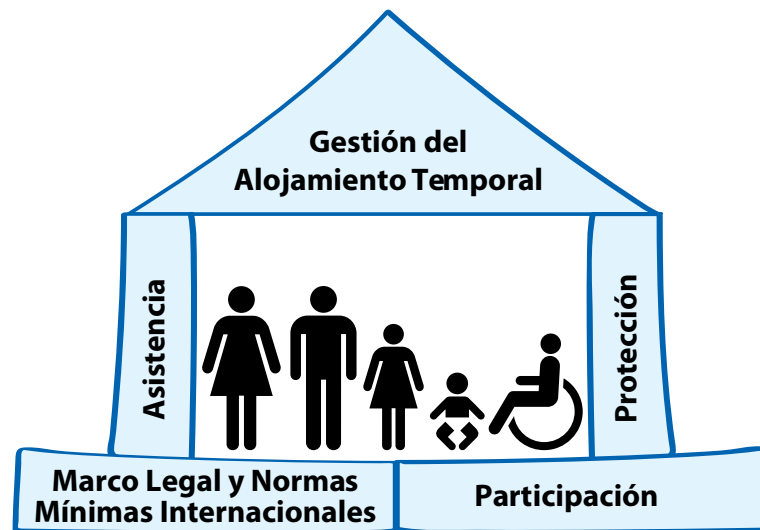 Gestión del
Alojamiento Temporal
Asistencia
Protección
Marco Legal y Normas
Mínimas Internacionales
Participación